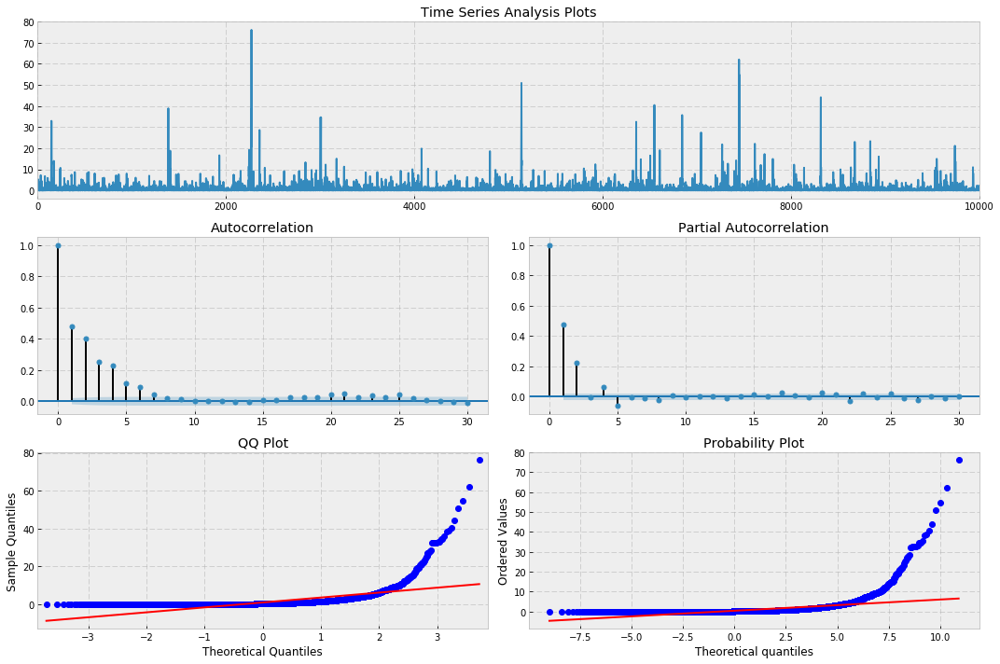 Time Series Analysis Plots
80
70
60
50
40
30
20
10
0
0 2000 4000 6000 8000 10000
Autocorrelation
1.0
0.8
0.6
0.4
0.2
0.0
0 5 10 15 20 25 30
Partial Autocorrelation
1.0
0.8
0.6
0.4
0.2
0.0
0 5 10 15 20 25 30
QQ Plot
Sample Quantiles
80
60
40
20
0
−3 −2 −1 0 1 2 3
Theoretical Quantiles
Probability Plot
Ordered Values
80
70
60
50
40
30
20
10
0
−7.5 −5.0 −2.5 0.0 2.5 5.0 7.5 10.0
Theoretical quantiles